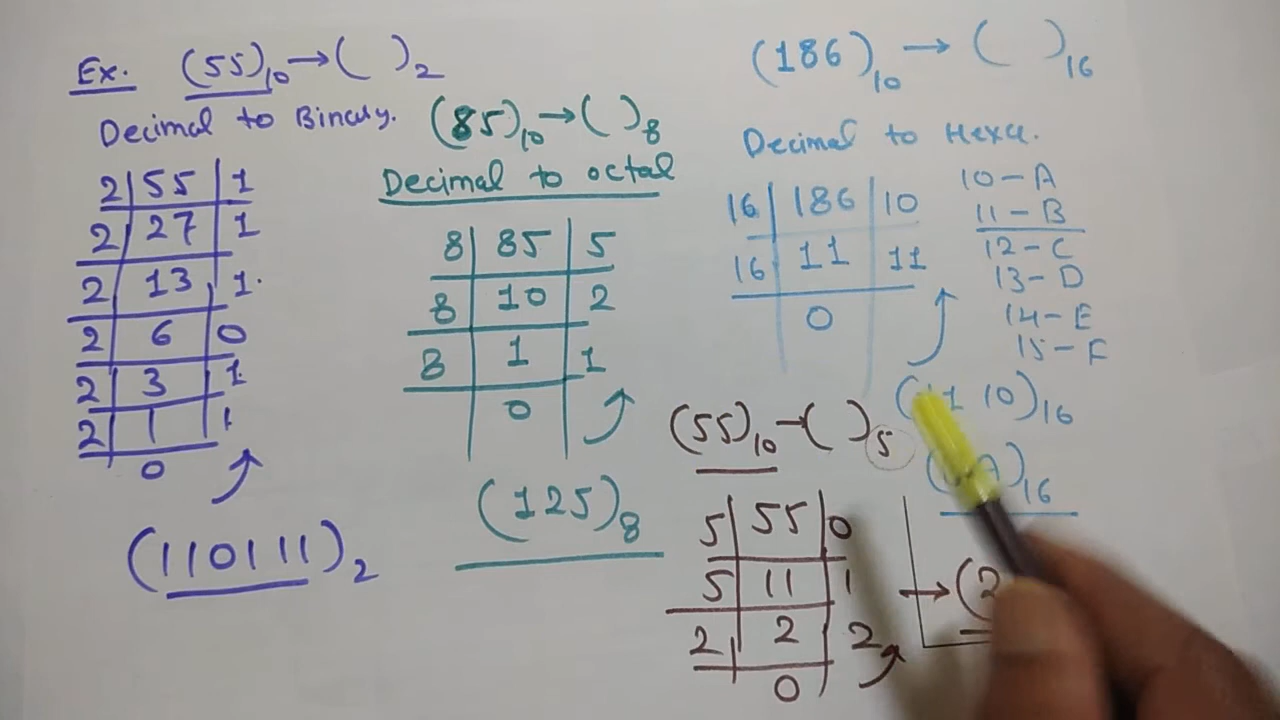 Ex. (55)₁₀→( )₂
Decimal to Binary.
2 55 1
2 27 1
2 13 1.
2 6 0
2 3 1
2 1 1
0
(110111)₂
(85)₁₀→( )₈
Decimal to octal
8 85 5
8 10 2
8 1 1
0
(125)₈
(186)₁₀→( )₁₆
Decimal to Hexa.
16 186 10
16 11 11
0
10-A
11-B
12-C
13-D
14-E
15-F
( 1 10)₁₆
( A)₁₆
(55)₁₀→( )₅
5 55 0
5 11 1
2 2 2
0
→(2